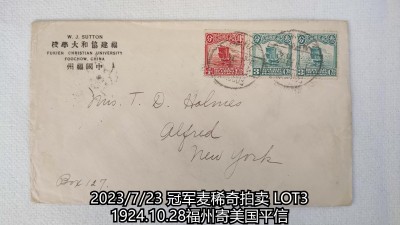 W. J. SUTTON
福建協和大學校
FUKIEN CHRISTIAN UNIVERSITY
FOOCHOW, CHINA
中國福州
Mrs. T. D. Holmes
Alfred
New York
Box 127.
2023/7/23 冠军麦稀奇拍卖 LOT3
1924.10.28福州寄美国平信